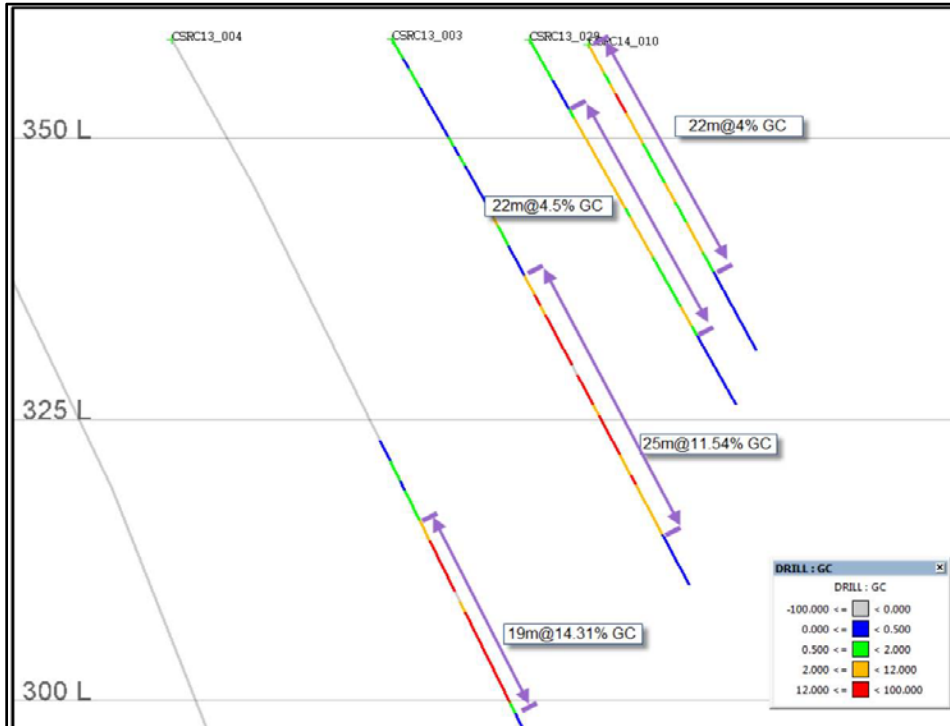 CSRC13_004
CSRC13_003
CSRC13_029
CSRC14_010
350 L
22m@4% GC
22m@4.5% GC
325 L
25m@11.54% GC
19m@14.31% GC
300 L
DRILL : GC
DRILL : GC
-100.000 <= < 0.000
0.000 <= < 0.500
0.500 <= < 2.000
2.000 <= < 12.000
12.000 <= < 100.000